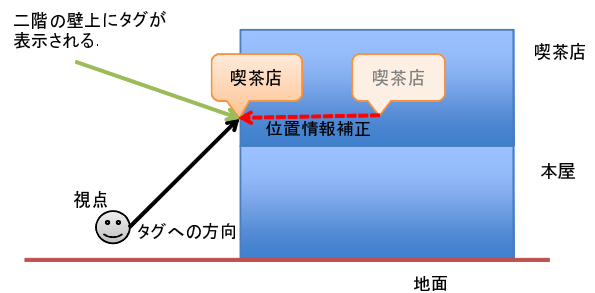 二階の壁上にタグが
表示される.
喫茶店
喫茶店
喫茶店
位置情報補正
本屋
視点
タグへの方向
地面